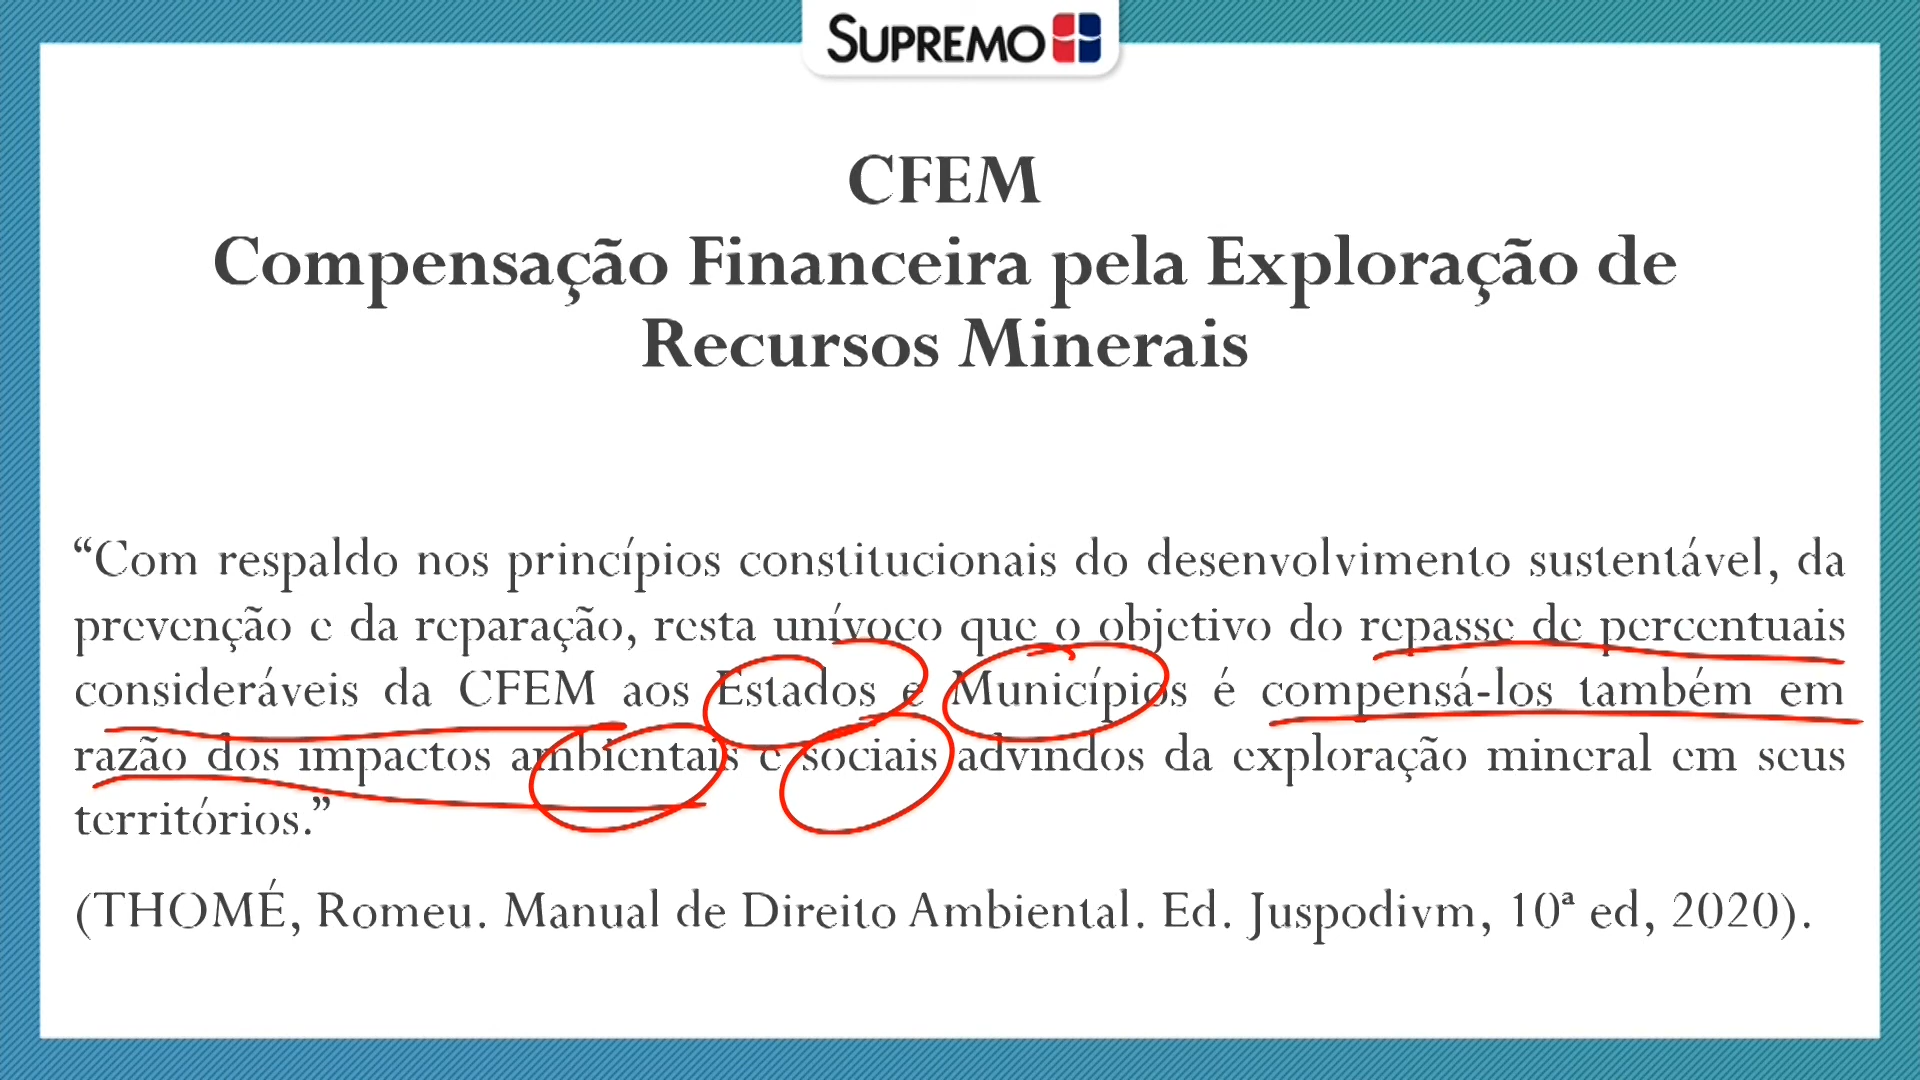 SUPREMO
CFEM
Compensação Financeira pela Exploração de
Recursos Minerais
“Com respaldo nos princípios constitucionais do desenvolvimento sustentável, da
prevenção e da reparação, resta unívoco que o objetivo do repasse de percentuais
consideráveis da CFEM aos Estados e Municípios é compensá-los também em
razão dos impactos ambientais e sociais advindos da exploração mineral em seus
territórios.”
(THOMÉ, Romeu. Manual de Direito Ambiental. Ed. Juspodivm, 10ª ed, 2020).